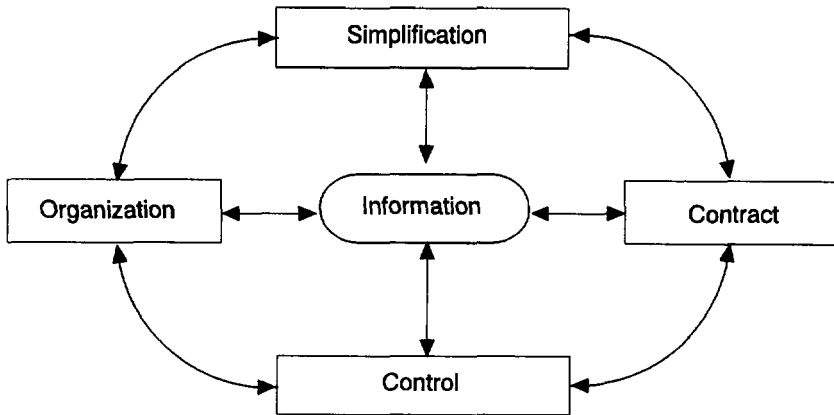 Simplification
Organization
Information
Contract
Control